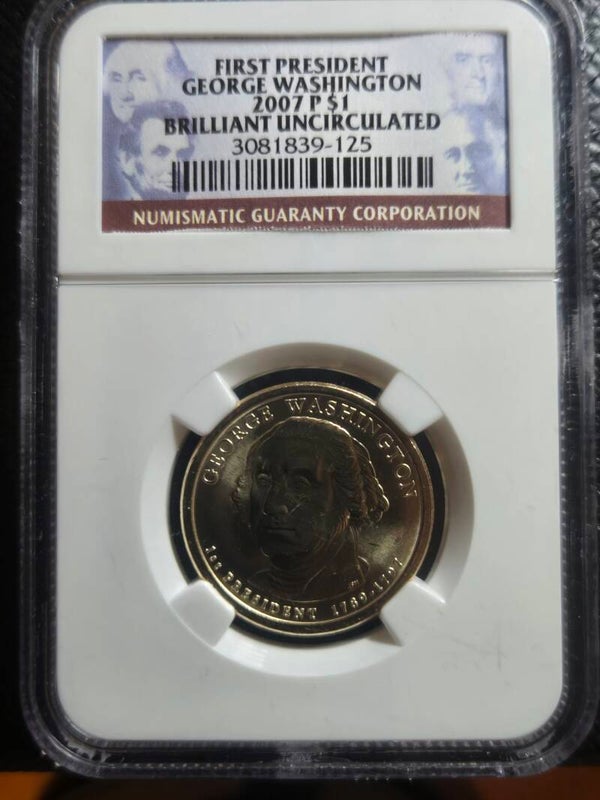 FIRST PRESIDENT
GEORGE WASHINGTON
2007 P $1
BRILLIANT UNCIRCULATED
3081839-125
NUMISMATIC GUARANTY CORPORATION
GEORGE WASHINGTON
1st PRESIDENT 1789-1797